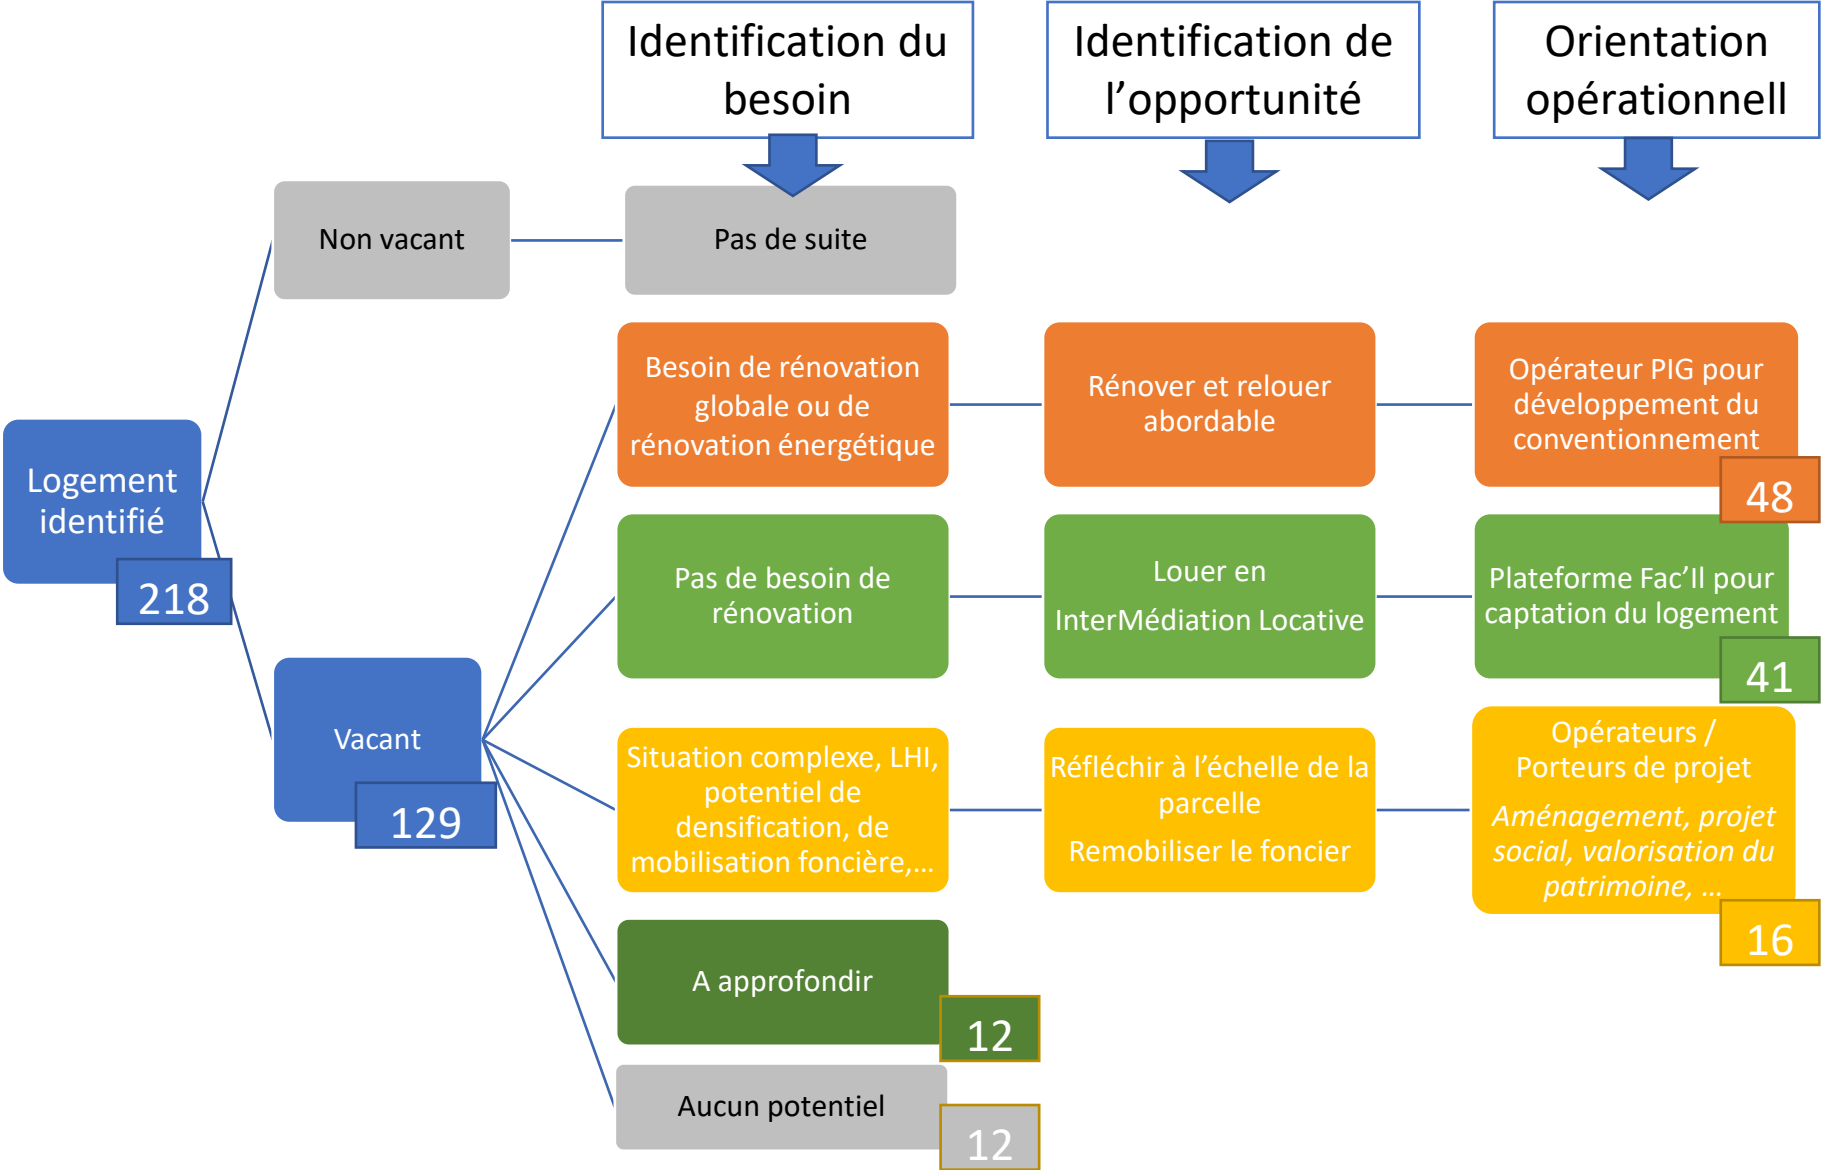 Identification du
besoin
Identification de
l’opportunité
Orientation
opérationnell
Non vacant
Pas de suite
Logement
identifié
218
Vacant
129
Besoin de rénovation
globale ou de
rénovation énergétique
Rénover et relouer
abordable
Opérateur PIG pour
développement du
conventionnement
48
Pas de besoin de
rénovation
Louer en
InterMédiation Locative
Plateforme Fac’Il pour
captation du logement
41
Situation complexe, LHI,
potentiel de
densification, de
mobilisation foncière,…
Réfléchir à l’échelle de la
parcelle
Remobiliser le foncier
Opérateurs /
Porteurs de projet
Aménagement, projet
social, valorisation du
patrimoine, …
16
A approfondir
12
Aucun potentiel
12